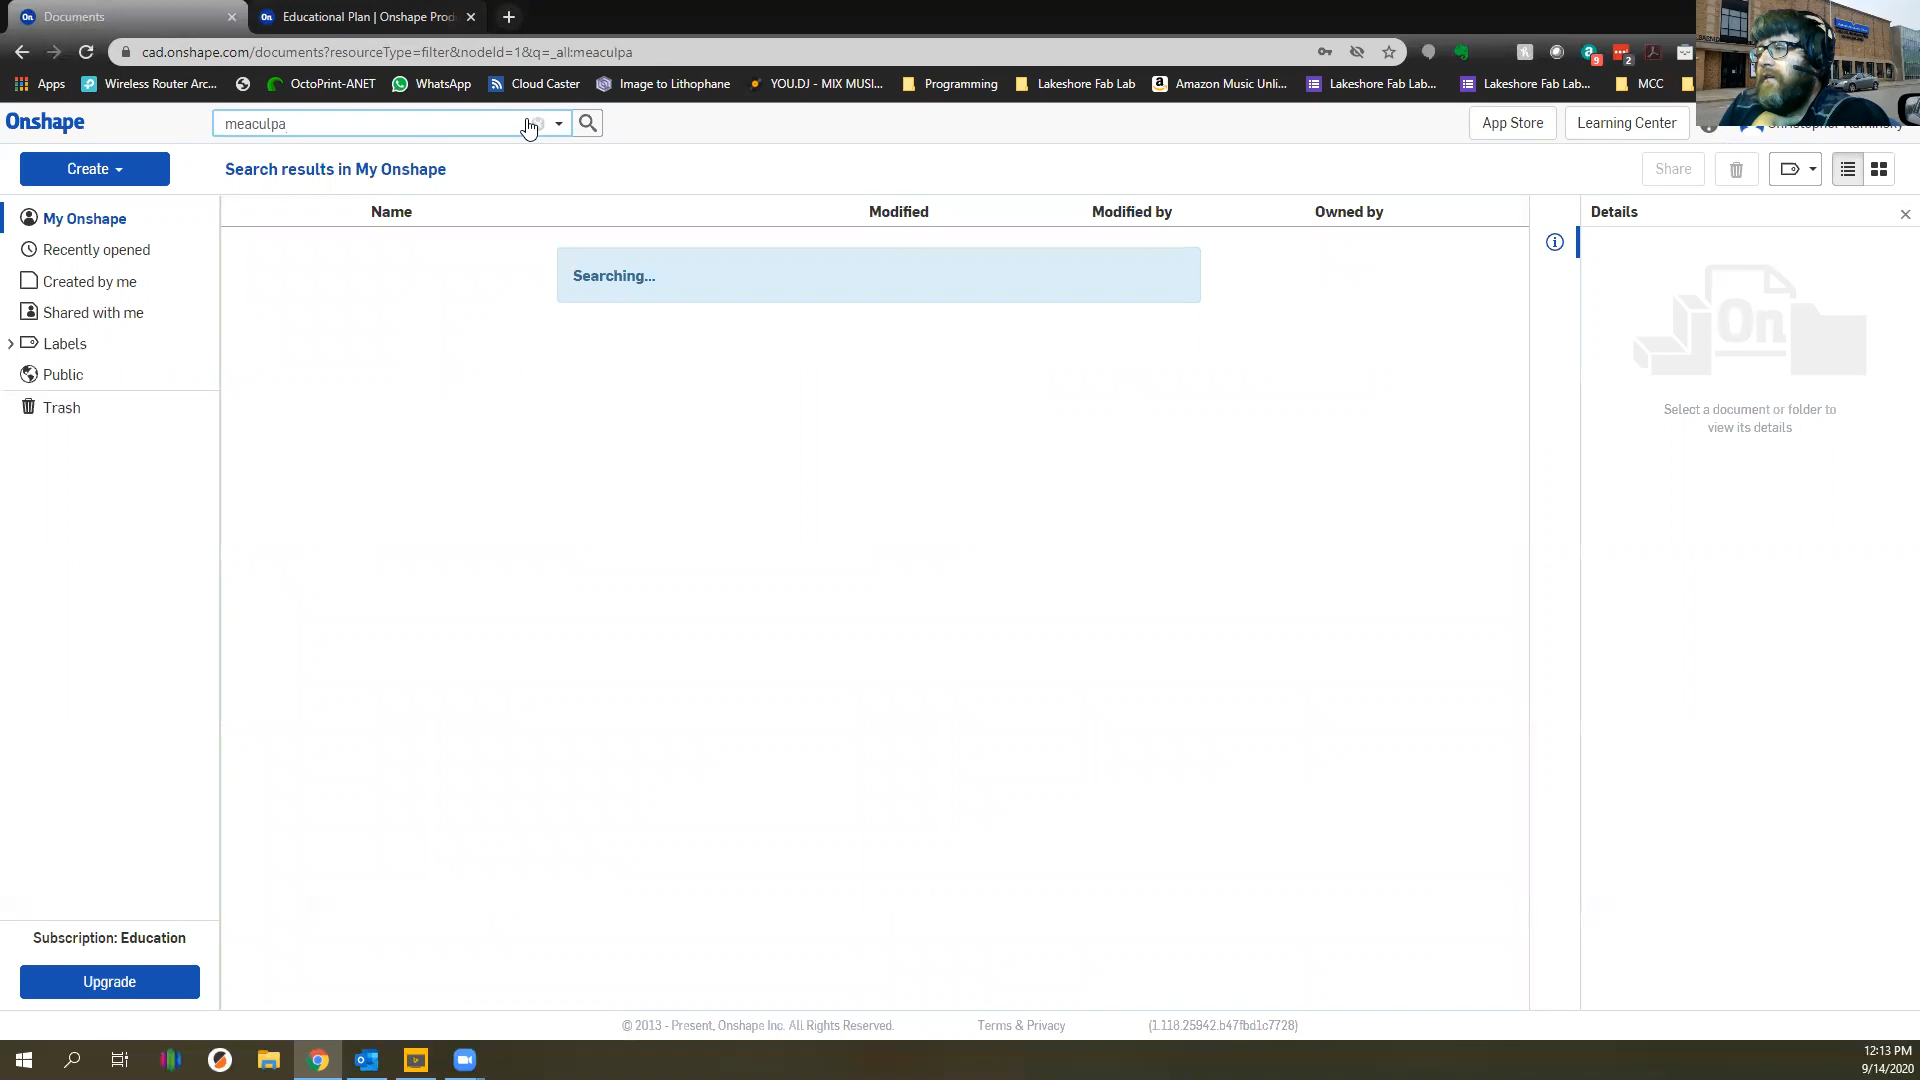 Documents
Educational Plan | Onshape Prod
cad.onshape.com/documents?resourceType=filter&nodeId=1&q=_all:meaculpa
9
2
Apps
Wireless Router Arc...
OctoPrint-ANET
WhatsApp
Cloud Caster
Image to Lithophane
YOU.DJ - MIX MUSI...
Programming
Lakeshore Fab Lab
Amazon Music Unli...
Lakeshore Fab Lab...
Lakeshore Fab Lab...
MCC
Onshape
meaculpa
App Store
Learning Center
Create
Search results in My Onshape
Share
My Onshape
Name
Modified
Modified by
Owned by
Details
Recently opened
Searching...
Created by me
Shared with me
Labels
Public
Trash
On
Select a document or folder to
view its details
Subscription: Education
Upgrade
© 2013 - Present, Onshape Inc. All Rights Reserved.
Terms & Privacy
(1.118.25942.b47fbd1c7728)
12:13 PM
9/14/2020